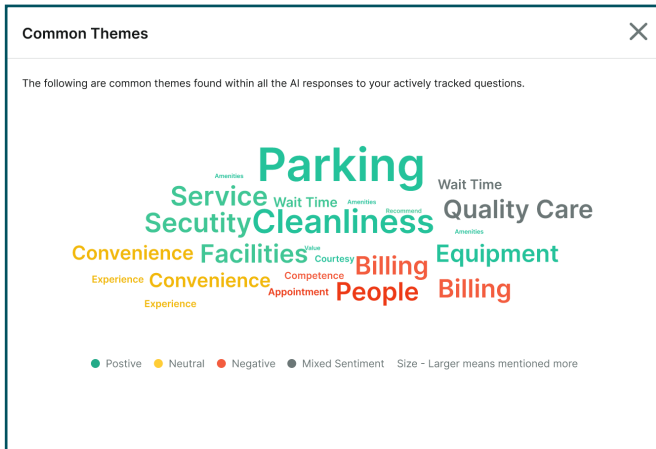 Common Themes
The following are common themes found within all the AI responses to your actively tracked questions.
Parking
Amenities
Wait Time
Service
Wait Time
Amenities
Recommend
Quality Care
Secutity
Cleanliness
Amenities
Convenience
Facilities
Value
Courtesy
Billing
Equipment
Experience
Convenience
Competence
Appointment
People
Billing
Experience
Postive
Neutral
Negative
Mixed Sentiment
Size - Larger means mentioned more